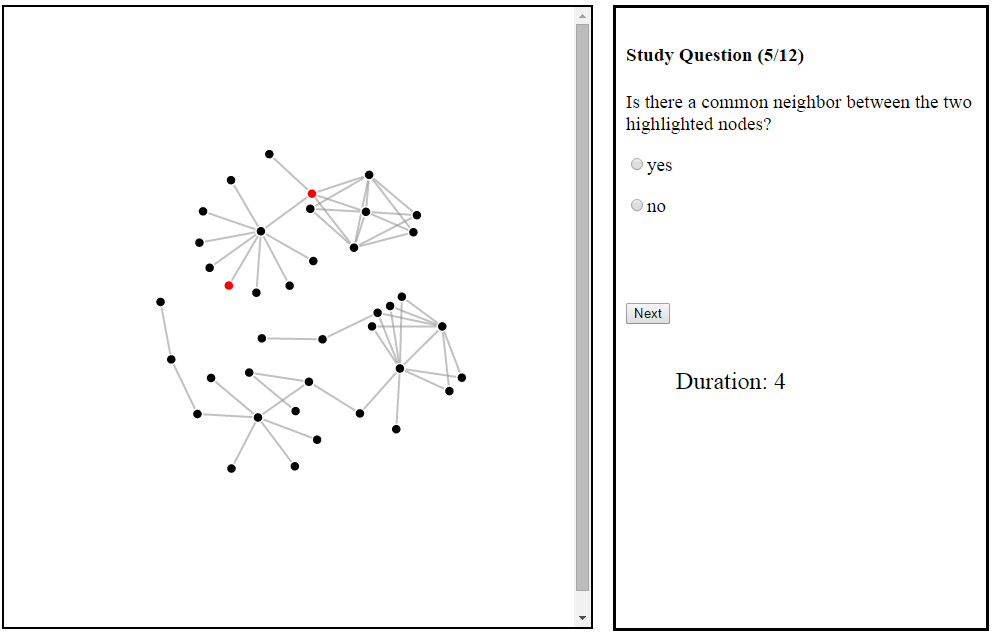 Study Question (5/12)
Is there a common neighbor between the two
highlighted nodes?
yes
no
Next
Duration: 4